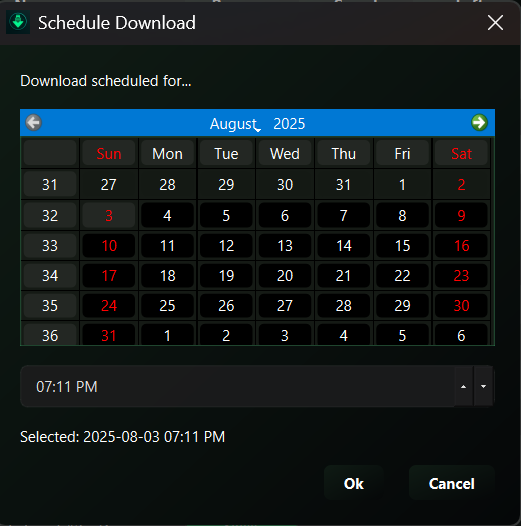 Schedule Download
Download scheduled for...
August 2025
Sun Mon Tue Wed Thu Fri Sat
31 27 28 29 30 31 1 2
32 3 4 5 6 7 8 9
33 10 11 12 13 14 15 16
34 17 18 19 20 21 22 23
35 24 25 26 27 28 29 30
36 31 1 2 3 4 5 6
07:11 PM
Selected: 2025-08-03 07:11 PM
Ok Cancel